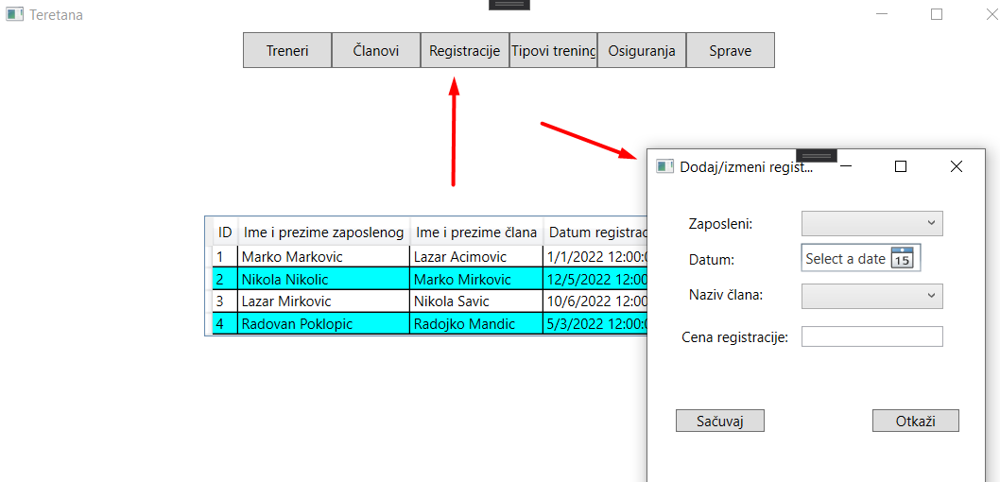 Teretana
Treneri Članovi Registracije Tipovi trening Osiguranja Sprave
Dodaj/izmeni regist...
ID Ime i prezime zaposlenog Ime i prezime člana Datum registrac
1 Marko Markovic Lazar Acimovic 1/1/2022 12:00:0
2 Nikola Nikolic Marko Mirkovic 12/5/2022 12:00
3 Lazar Mirkovic Nikola Savic 10/6/2022 12:00
4 Radovan Poklopic Radojko Mandic 5/3/2022 12:00:0
Zaposleni:
Datum: Select a date 15
Naziv člana:
Cena registracije:
Sačuvaj Otkaži